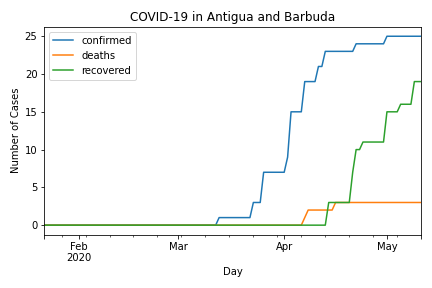 COVID-19 in Antigua and Barbuda
confirmed
deaths
recovered
Number of Cases
25
20
15
10
5
0
Feb
2020
Mar
Apr
May
Day